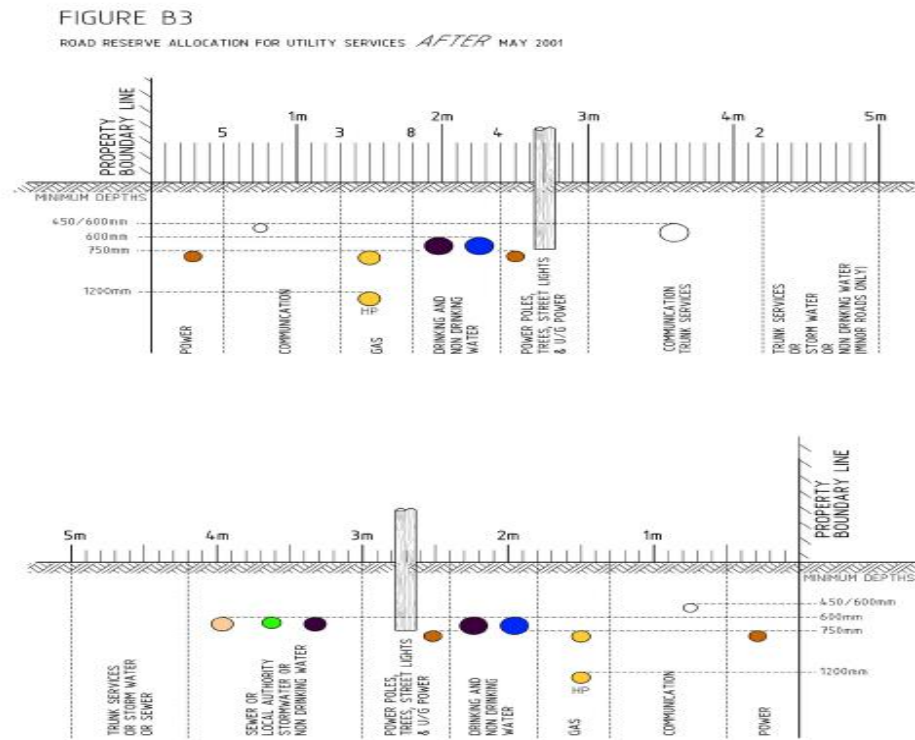 FIGURE B3
ROAD RESERVE ALLOCATION FOR UTILITY SERVICES AFTER MAY 2001
PROPERTY
BOUNDARY LINE
5
1m
3
8
2m
4
3m
4m
2
5m
MINIMUM DEPTHS
450/600mm
600mm
750mm
1200mm
HP
POWER
COMMUNICATION
GAS
DRINKING AND
NON DRINKING
WATER
POWER POLES,
TREES, STREET LIGHTS
& U/G POWER
COMMUNICATION
TRUNK SERVICES
TRUNK SERVICES
OR
STORM WATER
OR
NON DRINKING WATER
(MINOR ROADS ONLY)
PROPERTY
BOUNDARY LINE
5m
4m
3m
2m
1m
MINIMUM DEPTHS
450/600mm
600mm
750mm
1200mm
HP
TRUNK SERVICES
OR STORM WATER
OR SEWER
SEWER OR
LOCAL AUTHORITY
STORMWATER OR
NON DRINKING WATER
POWER POLES,
TREES, STREET LIGHTS
& U/G POWER
DRINKING AND
NON DRINKING
WATER
GAS
COMMUNICATION
POWER